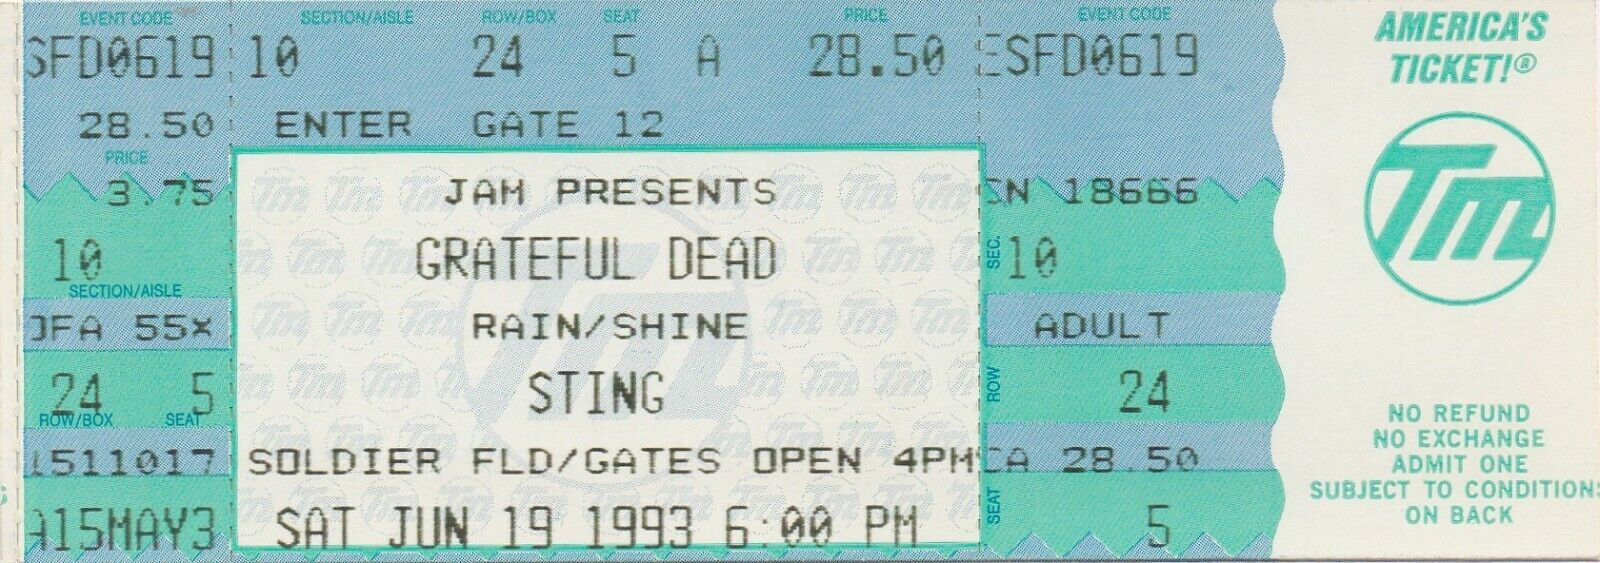 EVENT CODE SECTION/AISLE ROW/BOX SEAT PRICE EVENT CODE
SFD0619 10 24 5 A 28.50 ESFD0619
28.50 ENTER GATE 12
PRICE
3.75 JAM PRESENTS CN 18666
10 GRATEFUL DEAD SEC. 10
SECTION/AISLE
55X RAIN/SHINE ADULT
24 5 STING ROW 24
ROW/BOX SEAT
1511017 SOLDIER FLD/GATES OPEN 4PM CA 28.50
A15MAY3 SAT JUN 19 1993 6:00 PM SEAT 5
AMERICA'S
TICKET!®
TM
NO REFUND
NO EXCHANGE
ADMIT ONE
SUBJECT TO CONDITIONS
ON BACK